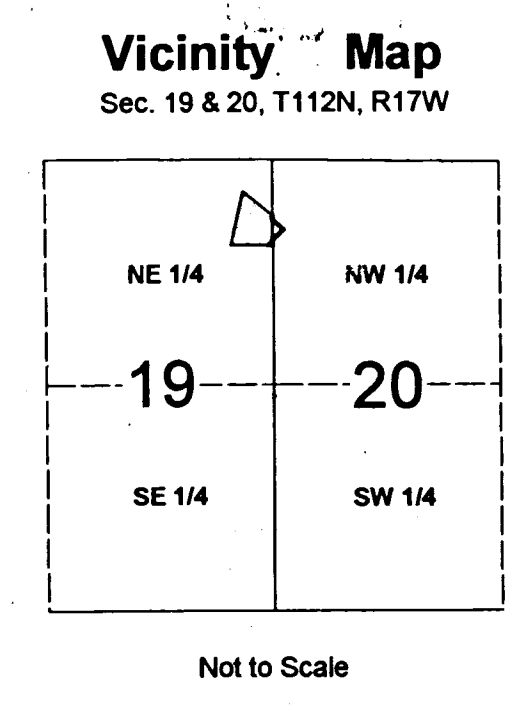 Vicinity Map
Sec. 19 & 20, T112N, R17W
NE 1/4 NW 1/4
19 20
SE 1/4 SW 1/4
Not to Scale